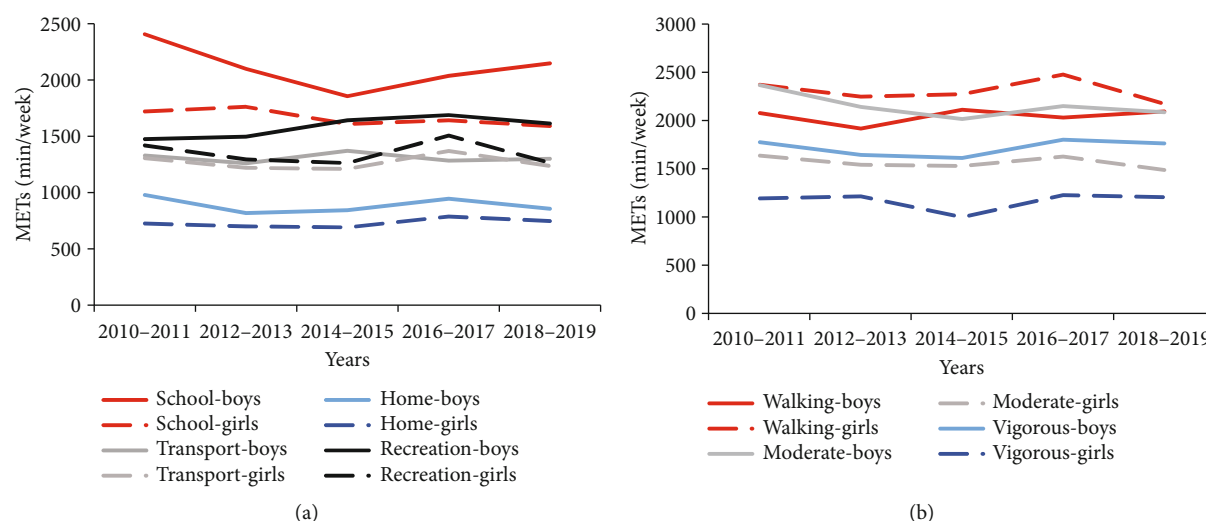 2500
2000
1500
1000
500
0
METs (min/week)
2010–2011 2012–2013 2014–2015 2016–2017 2018–2019
Years
School-boys
School-girls
Transport-boys
Transport-girls
Home-boys
Home-girls
Recreation-boys
Recreation-girls
(a)
3000
2500
2000
1500
1000
500
0
METs (min/week)
2010–2011 2012–2013 2014–2015 2016–2017 2018–2019
Years
Walking-boys
Walking-girls
Moderate-boys
Moderate-girls
Vigorous-boys
Vigorous-girls
(b)